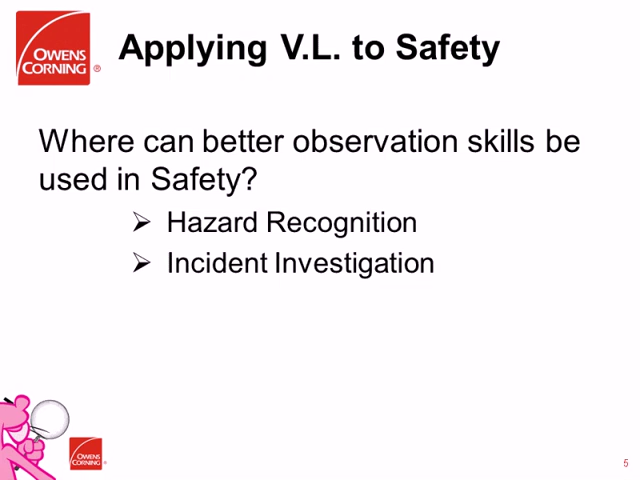 OWENS
CORNING
®
Applying V.L. to Safety
Where can better observation skills be
used in Safety?
➢ Hazard Recognition
➢ Incident Investigation
OWENS
CORNING
5